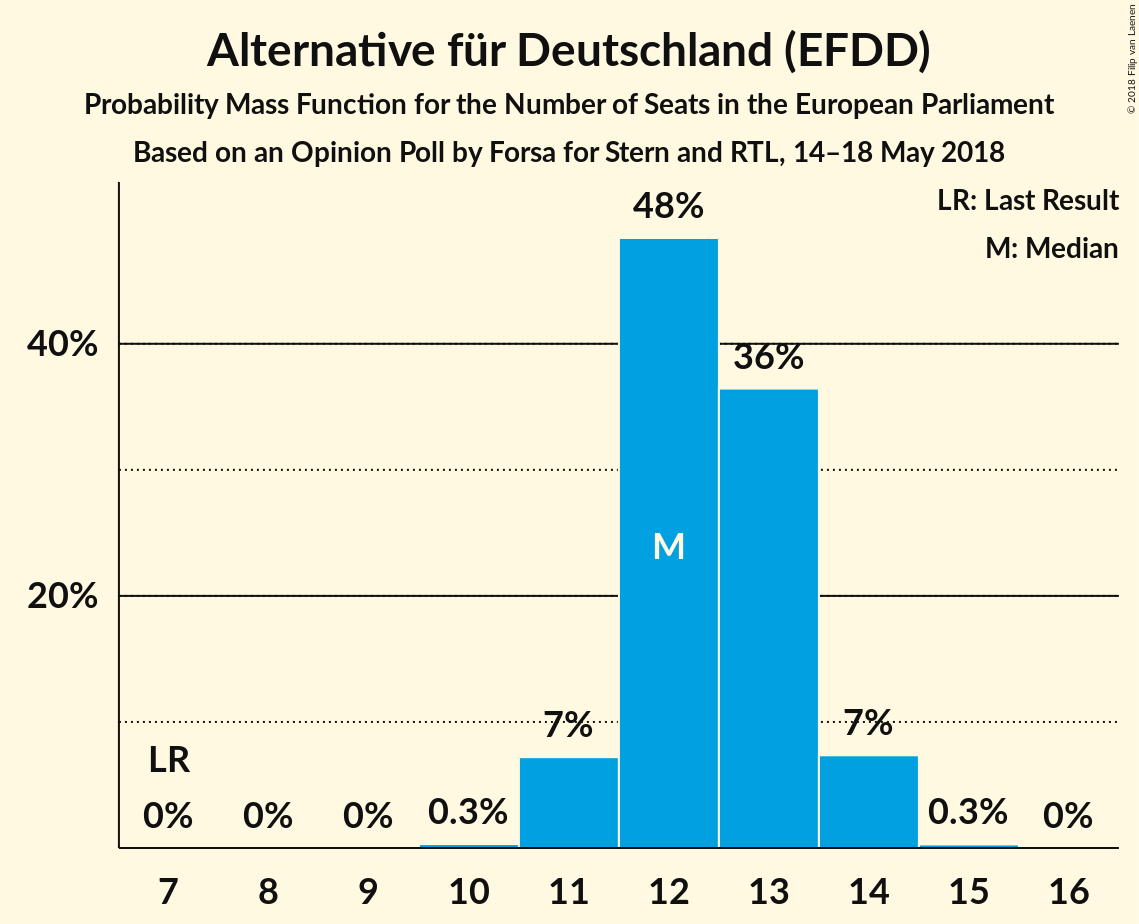 Alternative für Deutschland (EFDD)
Probability Mass Function for the Number of Seats in the European Parliament
Based on an Opinion Poll by Forsa for Stern and RTL, 14–18 May 2018
© 2018 Filip van Laenen
LR: Last Result
M: Median
48%
40%
36%
M
20%
7%
7%
LR
0%
0%
0%
0.3%
0.3%
0%
7
8
9
10
11
12
13
14
15
16